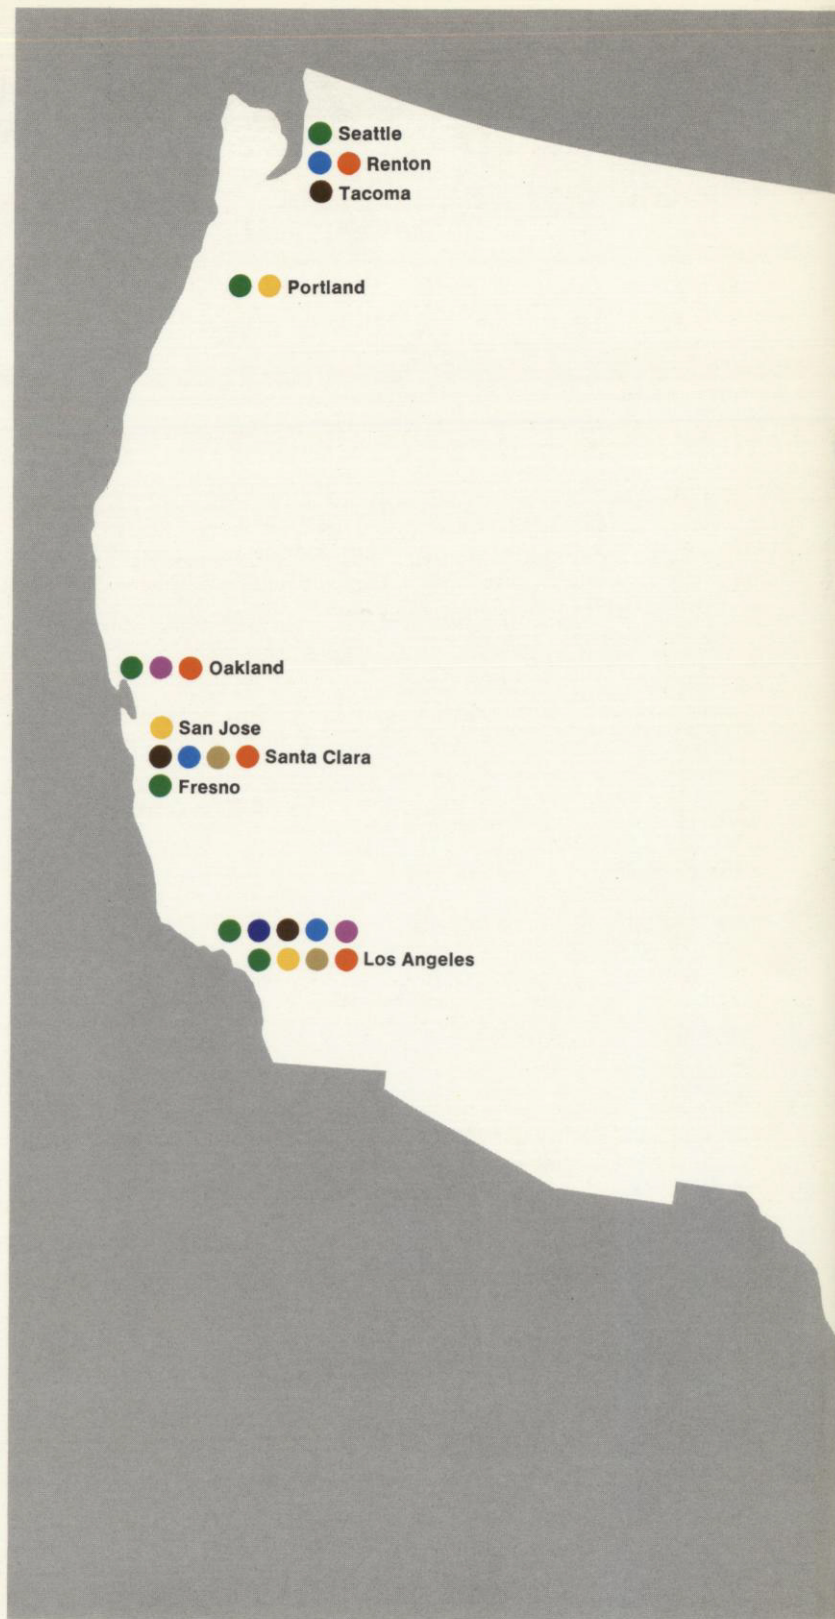 Seattle
Renton
Tacoma
Portland
Oakland
San Jose
Santa Clara
Fresno
Los Angeles